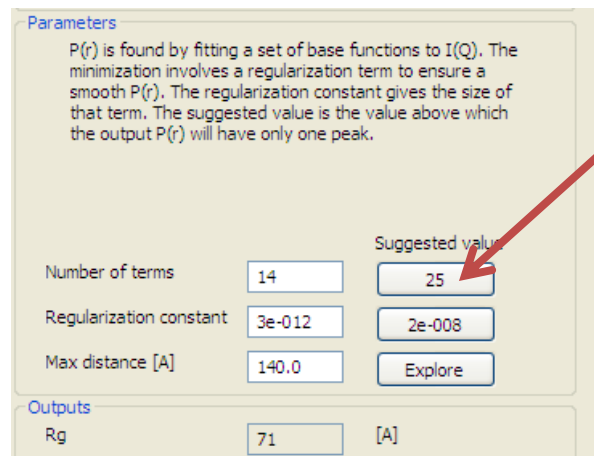 Parameters
P(r) is found by fitting a set of base functions to I(Q). The
minimization involves a regularization term to ensure a
smooth P(r). The regularization constant gives the size of
that term. The suggested value is the value above which
the output P(r) will have only one peak.
Suggested value
Number of terms 14 25
Regularization constant 3e-012 2e-008
Max distance [A] 140.0 Explore
Outputs
Rg 71 [A]